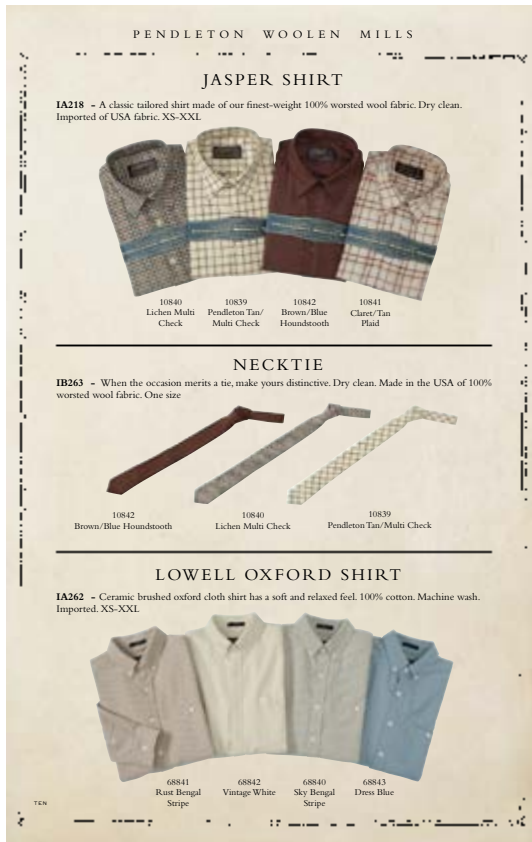 PENDLETON WOOLEN MILLS
JASPER SHIRT
IA218 - A classic tailored shirt made of our finest-weight 100% worsted wool fabric. Dry clean.
Imported of USA fabric. XS-XXL
10840
Lichen Multi
Check
10839
Pendleton Tan/
Multi Check
10842
Brown/Blue
Houndstooth
10841
Claret/Tan
Plaid
NECKTIE
IB263 - When the occasion merits a tie, make yours distinctive. Dry clean. Made in the USA of 100%
worsted wool fabric. One size
10842
Brown/Blue Houndstooth
10840
Lichen Multi Check
10839
Pendleton Tan/Multi Check
LOWELL OXFORD SHIRT
IA262 - Ceramic brushed oxford cloth shirt has a soft and relaxed feel. 100% cotton. Machine wash.
Imported. XS-XXL
68841
Rust Bengal
Stripe
68842
Vintage White
68840
Sky Bengal
Stripe
68843
Dress Blue
TEN